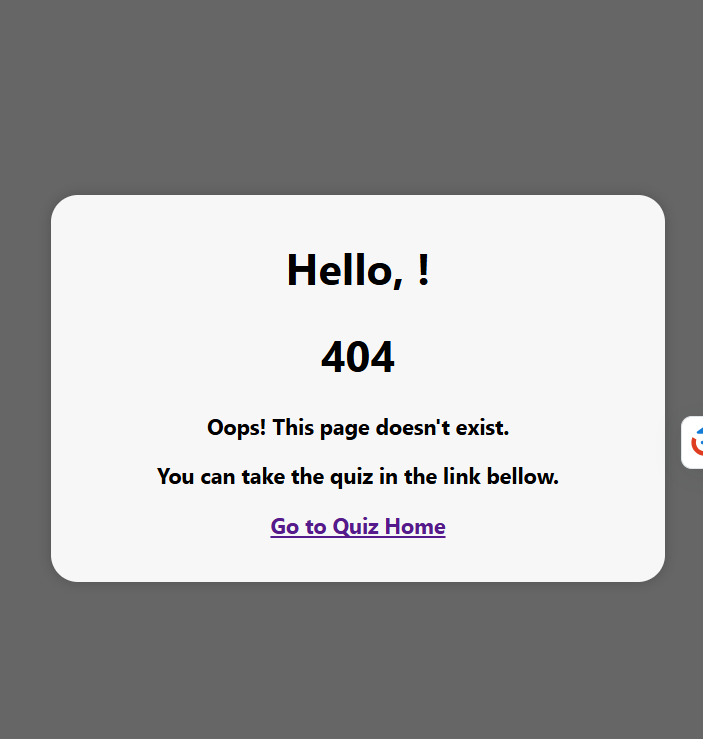 Hello, !
404
Oops! This page doesn't exist.
You can take the quiz in the link bellow.
Go to Quiz Home